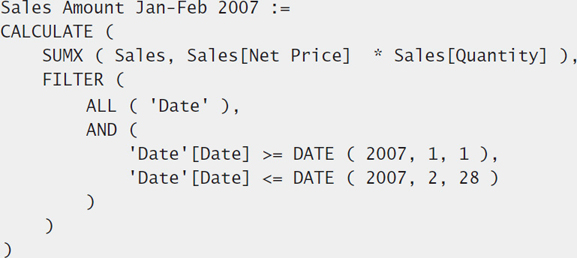 Sales Amount Jan-Feb 2007 :=
CALCULATE (
    SUMX ( Sales, Sales[Net Price]  * Sales[Quantity] ),
    FILTER (
        ALL ( 'Date' ),
        AND (
            'Date'[Date] >= DATE ( 2007, 1, 1 ),
            'Date'[Date] <= DATE ( 2007, 2, 28 )
        )
    )
)